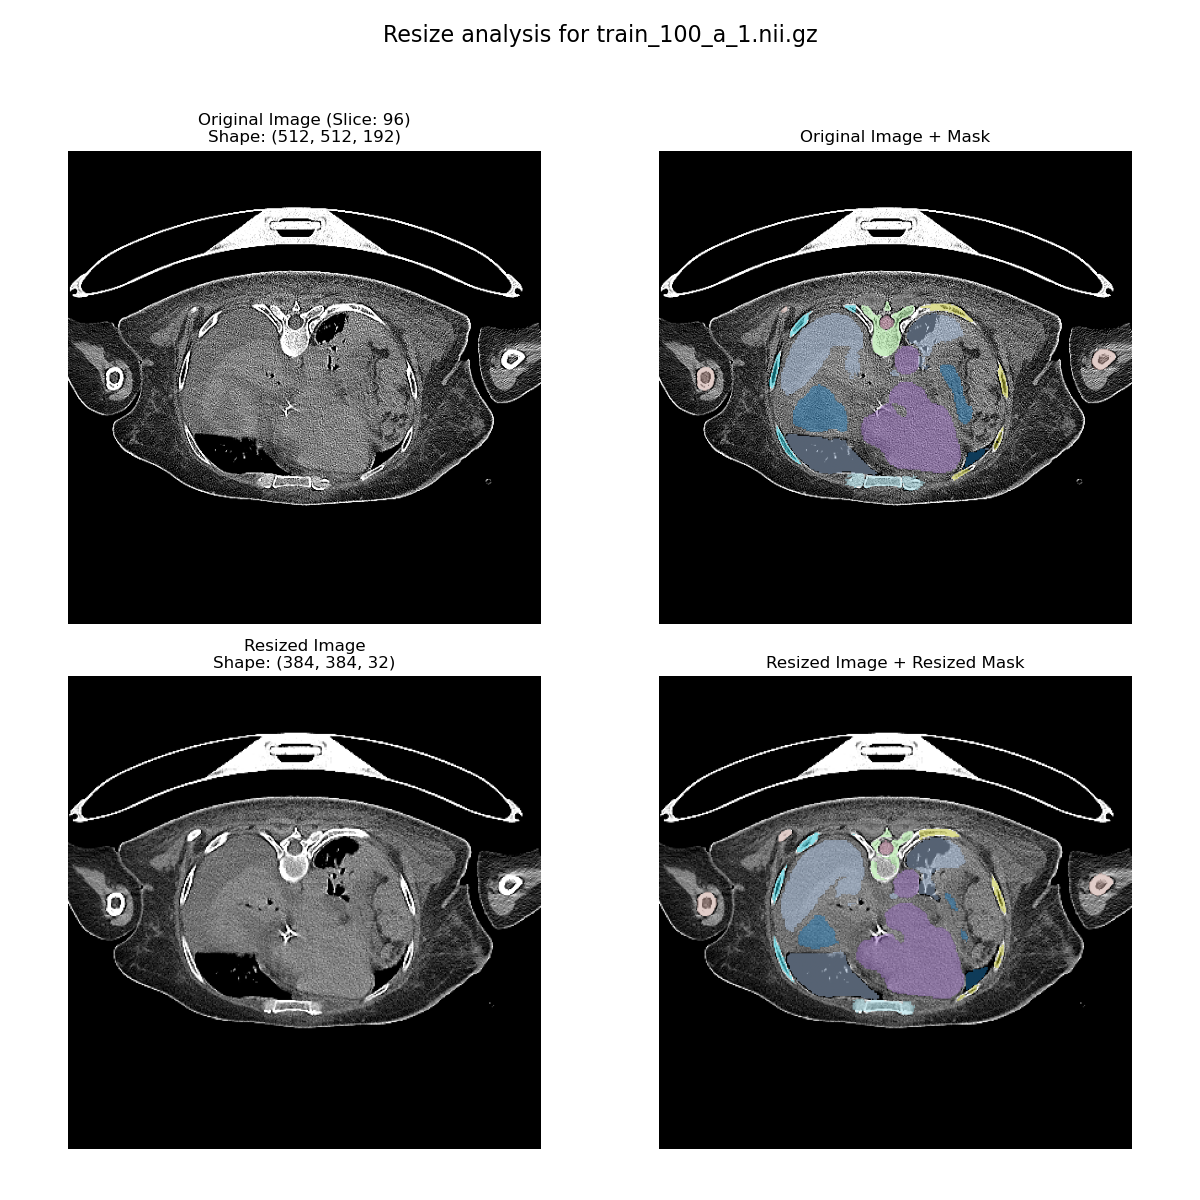 Resize analysis for train_100_a_1.nii.gz
Original Image (Slice: 96)
Shape: (512, 512, 192)
Original Image + Mask
Resized Image
Shape: (384, 384, 32)
Resized Image + Resized Mask